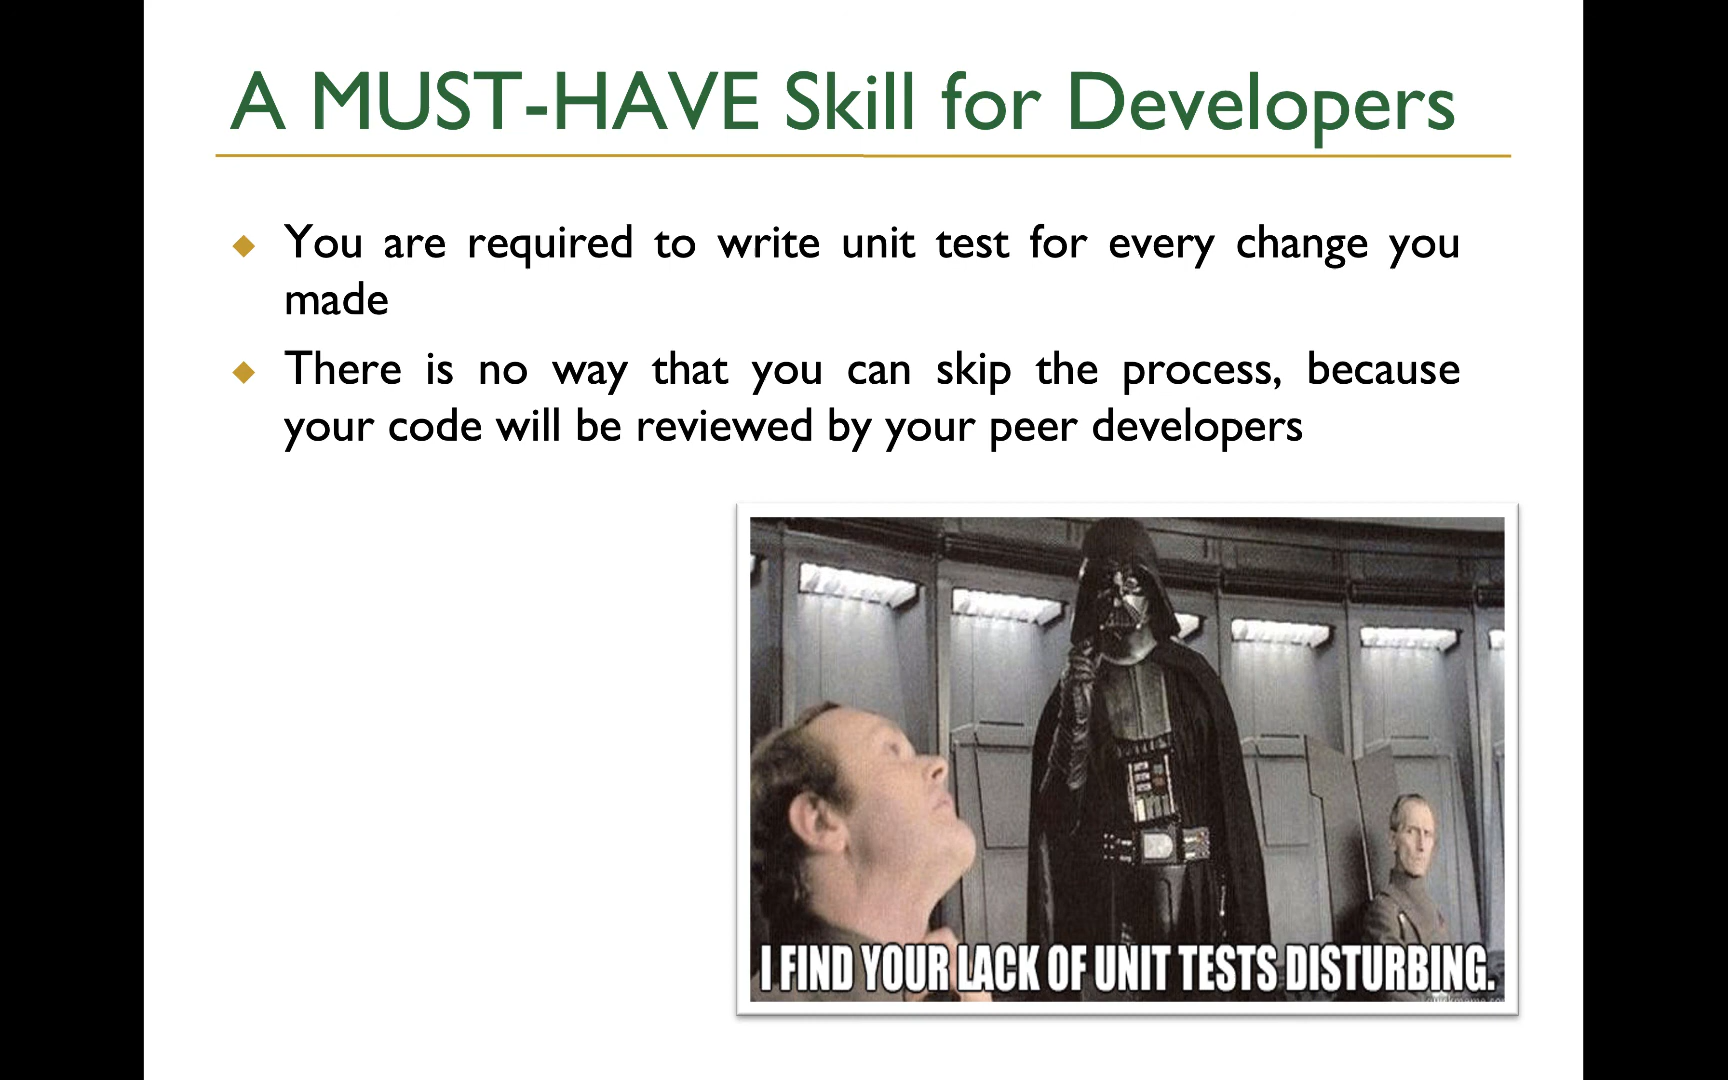 A MUST-HAVE Skill for Developers
You are required to write unit test for every change you
made
There is no way that you can skip the process, because
your code will be reviewed by your peer developers
I FIND YOUR LACK OF UNIT TESTS DISTURBING.